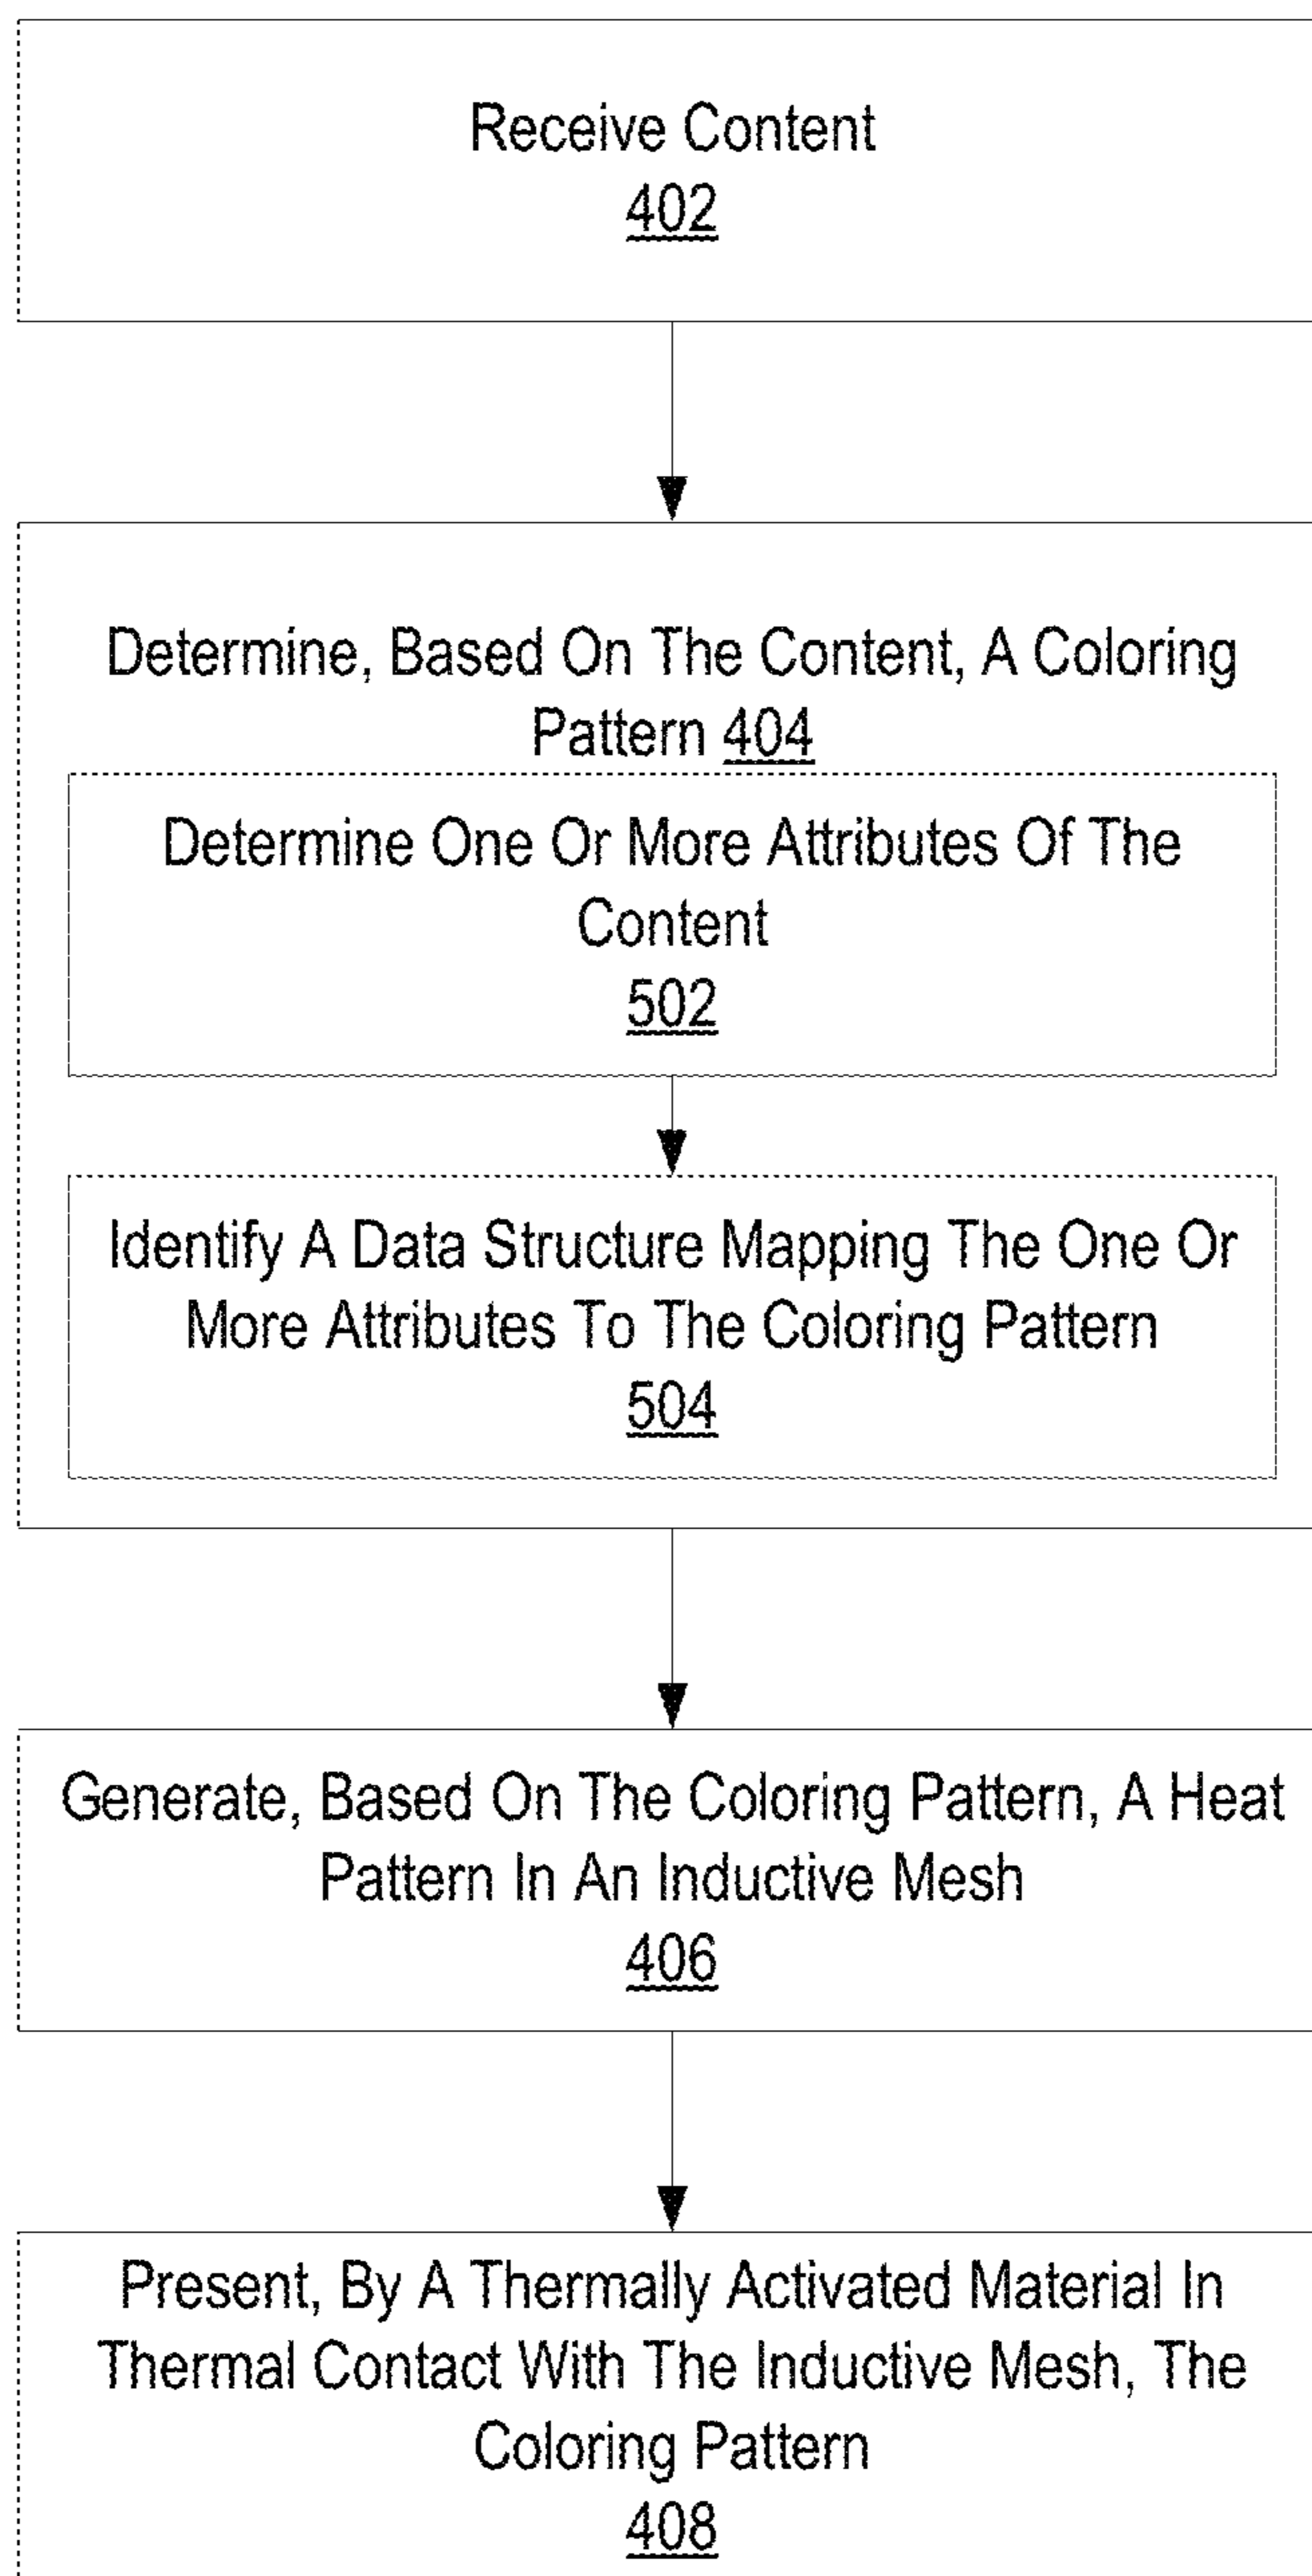 Receive Content
402
Determine, Based On The Content, A Coloring
Pattern 404
Determine One Or More Attributes Of The
Content
502
Identify A Data Structure Mapping The One Or
More Attributes To The Coloring Pattern
504
Generate, Based On The Coloring Pattern, A Heat
Pattern In An Inductive Mesh
406
Present, By A Thermally Activated Material In
Thermal Contact With The Inductive Mesh, The
Coloring Pattern
408